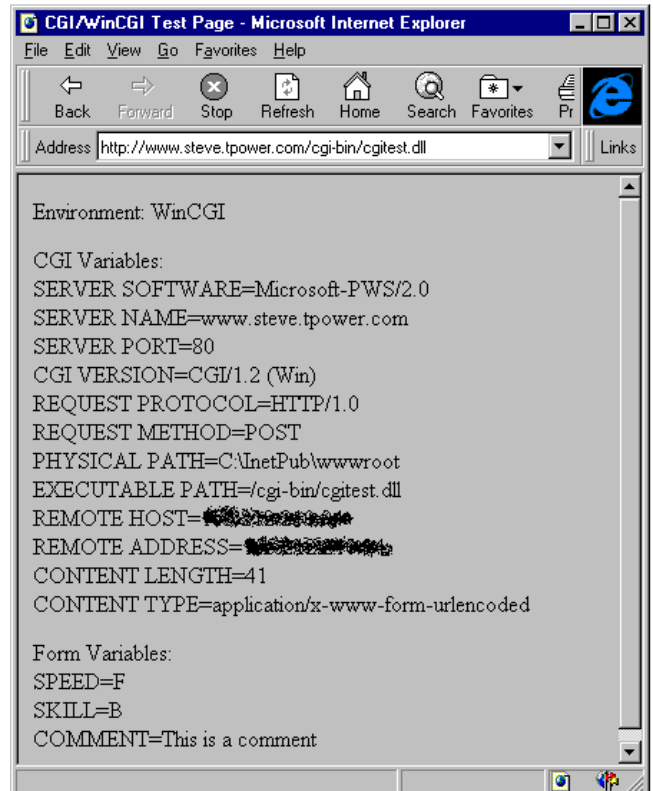 CGI/WinCGI Test Page - Microsoft Internet Explorer
File Edit View Go Favorites Help
Back Forward Stop Refresh Home Search Favorites Pr
Address http://www.steve.tpower.com/cgi-bin/cgitest.dll Links
Environment: WinCGI
CGI Variables:
SERVER SOFTWARE=Microsoft-PWS/2.0
SERVER NAME=www.steve.tpower.com
SERVER PORT=80
CGI VERSION=CGI/1.2 (Win)
REQUEST PROTOCOL=HTTP/1.0
REQUEST METHOD=POST
PHYSICAL PATH=C:\InetPub\wwwroot
EXECUTABLE PATH=/cgi-bin/cgitest.dll
REMOTE HOST=
REMOTE ADDRESS=
CONTENT LENGTH=41
CONTENT TYPE=application/x-www-form-urlencoded
Form Variables:
SPEED=F
SKILL=B
COMMENT=This is a comment